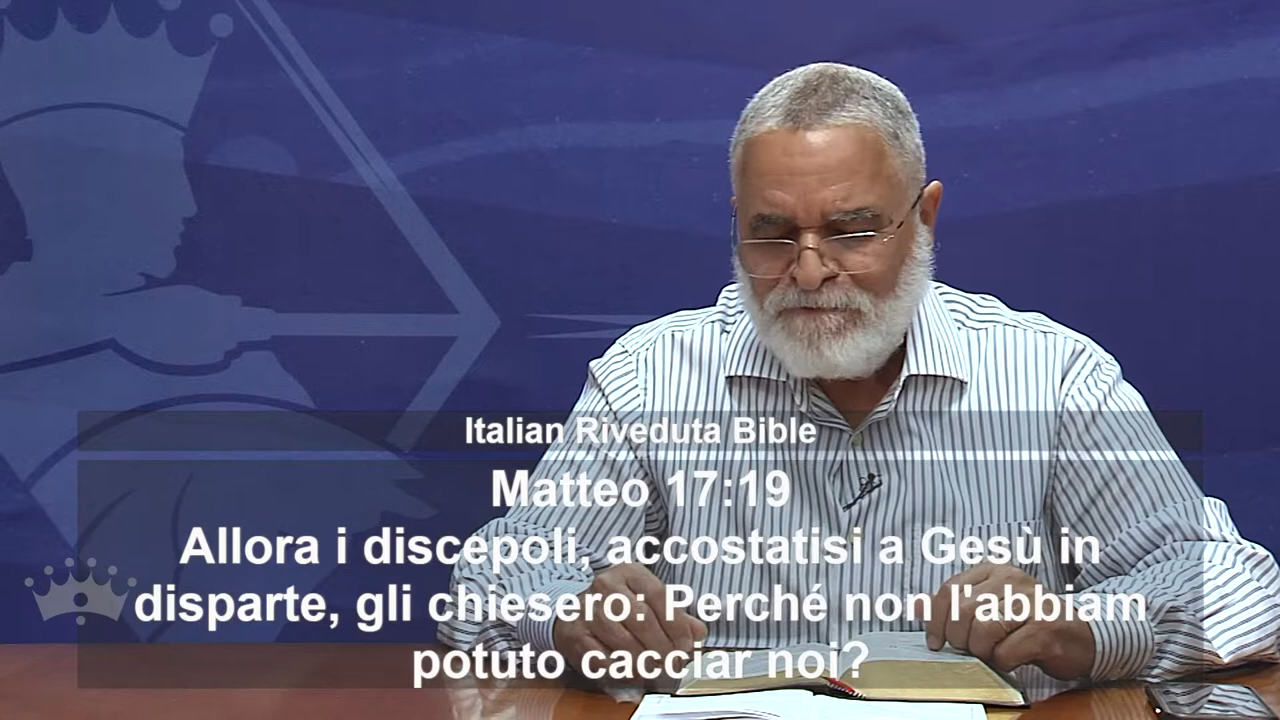 Italian Riveduta Bible
Matteo 17:19
Allora i discepoli, accostatisi a Gesù in
disparte, gli chiesero: Perché non l'abbiam
potuto cacciar noi?